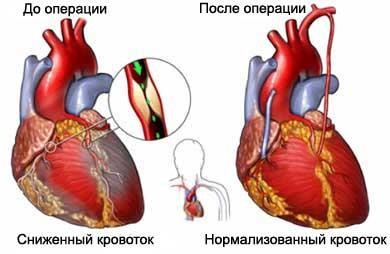 До операции
После операции
Сниженный кровоток
Нормализованный кровоток